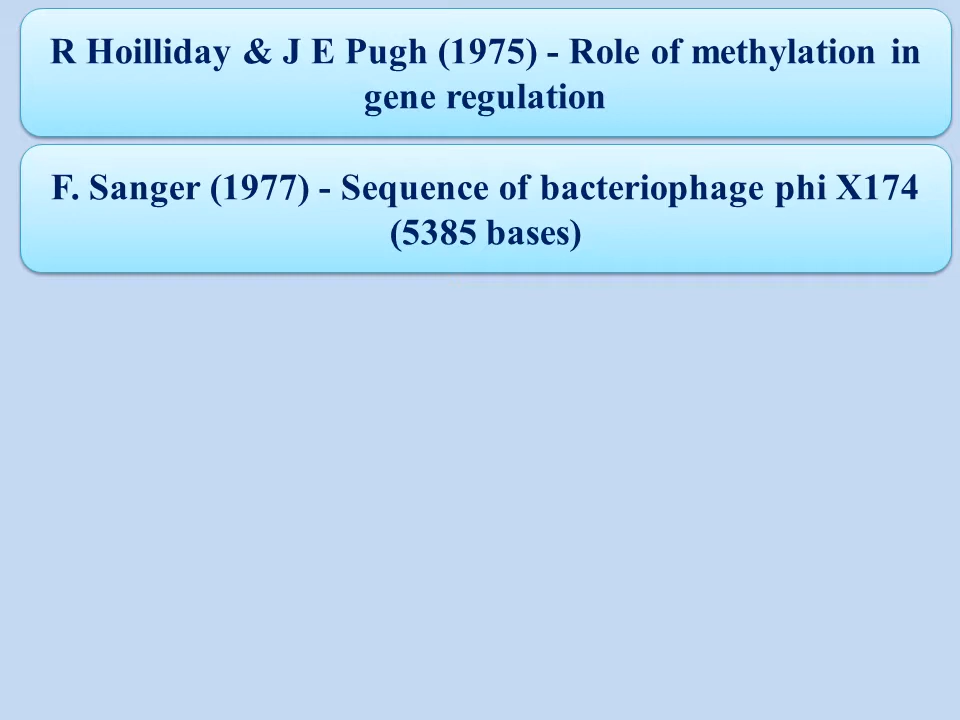 R Hoilliday & J E Pugh (1975) - Role of methylation in
gene regulation
F. Sanger (1977) - Sequence of bacteriophage phi X174
(5385 bases)